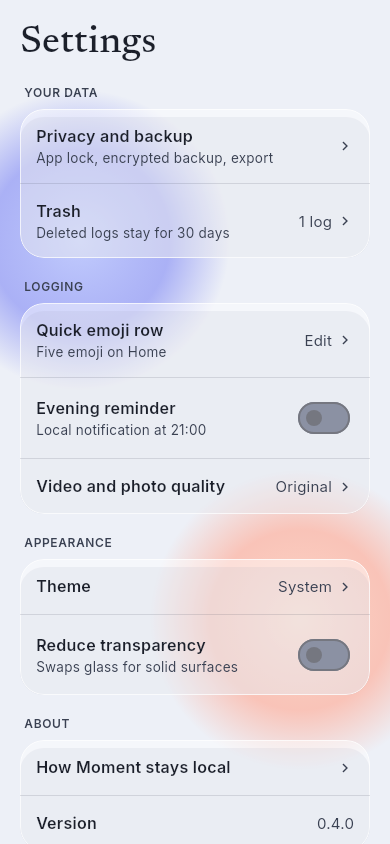 Settings
YOUR DATA
Privacy and backup
App lock, encrypted backup, export
Trash
Deleted logs stay for 30 days
1 log
LOGGING
Quick emoji row
Five emoji on Home
Edit
Evening reminder
Local notification at 21:00
Video and photo quality
Original
APPEARANCE
Theme
System
Reduce transparency
Swaps glass for solid surfaces
ABOUT
How Moment stays local
Version
0.4.0